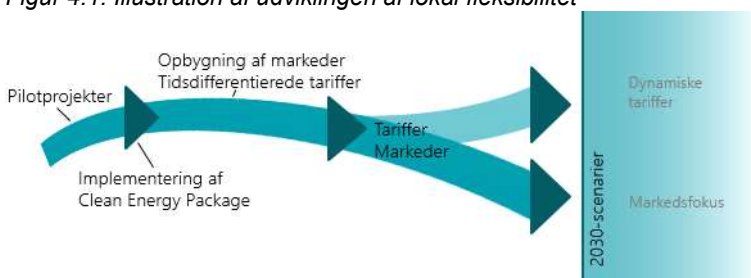 Figur 4.1: Illustration af udviklingen af lokal fleksibilitet
Opbygning af markeder
Tidsdifferentierede tariffer
Pilotprojekter
Implementering af
Clean Energy Package
Tariffer
Markeder
2030-scenarier
Dynamiske
tariffer
Markedsfokus